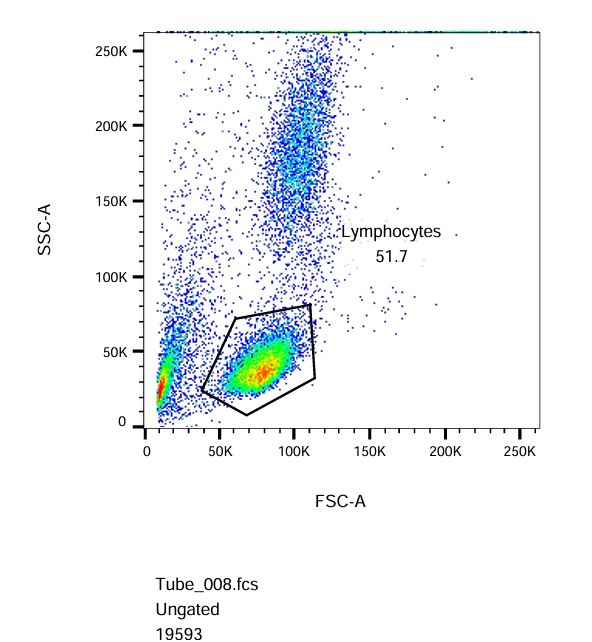 250K
200K
150K
100K
50K
0
SSC-A
Lymphocytes
51.7
0 50K 100K 150K 200K 250K
FSC-A
Tube_008.fcs
Ungated
19593